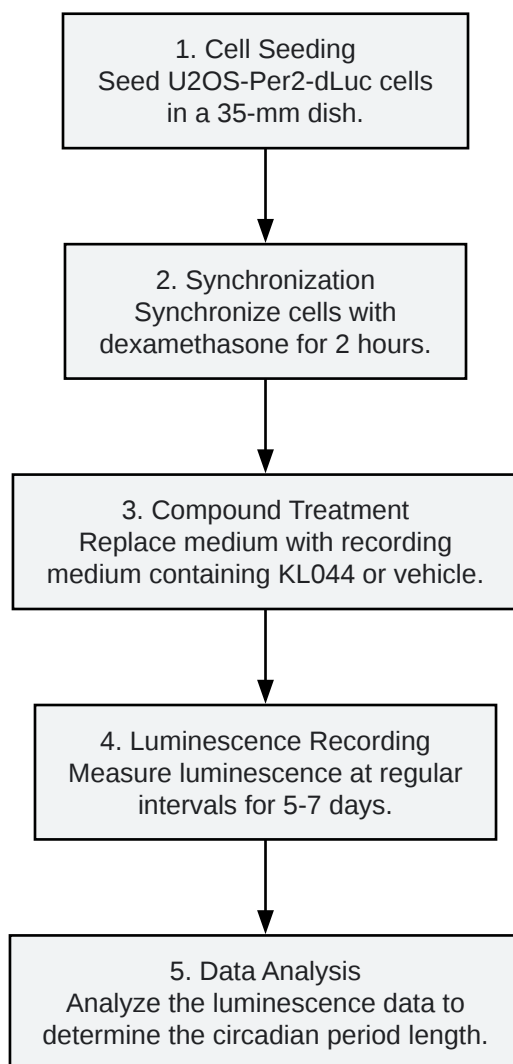 1. Cell Seeding
Seed U2OS-Per2-dLuc cells
in a 35-mm dish.
2. Synchronization
Synchronize cells with
dexamethasone for 2 hours.
3. Compound Treatment
Replace medium with recording
medium containing KL044 or vehicle.
4. Luminescence Recording
Measure luminescence at regular
intervals for 5-7 days.
5. Data Analysis
Analyze the luminescence data to
determine the circadian period length.